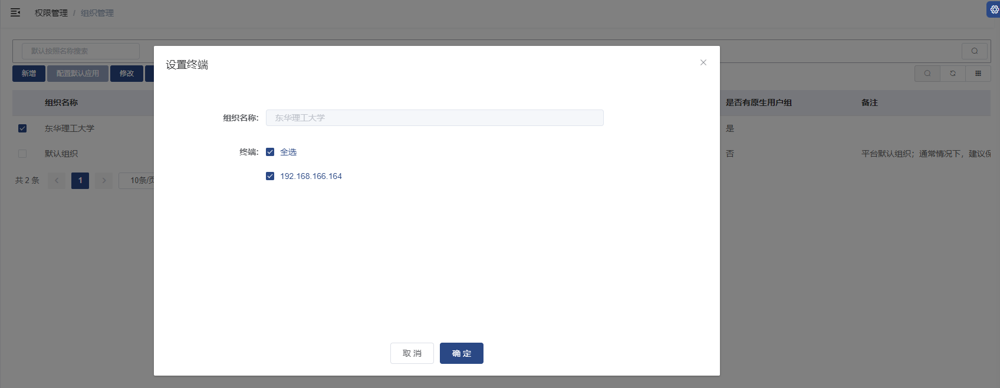 权限管理 / 组织管理
默认按照名称搜索
设置终端
新增 配置默认应用 修改
组织名称 是否有原生用户组 备注
组织名称: 东华理工大学
东华理工大学 是
终端: 全选
默认组织 否 平台默认组织；通常情况下，建议保
192.168.166.164
共 2 条 1 10条/页
取 消 确 定